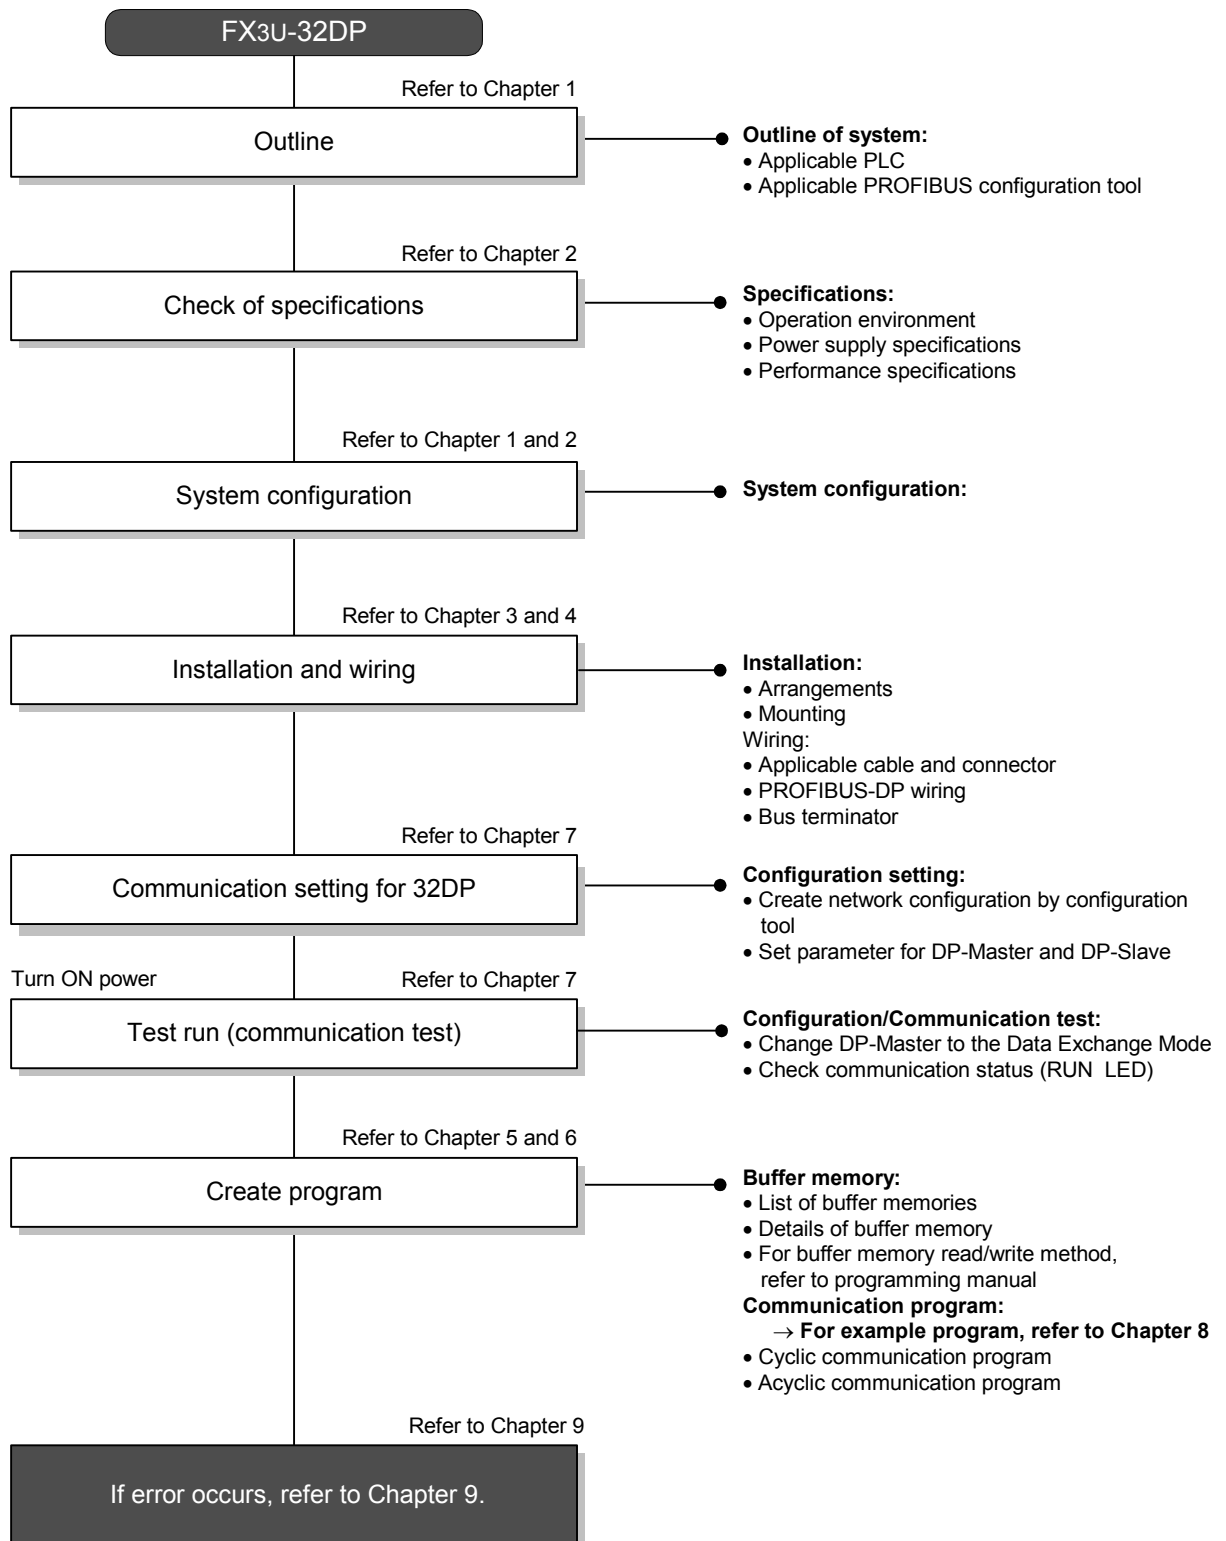 FX3U-32DP
Refer to Chapter 1
Outline
Outline of system:
• Applicable PLC
• Applicable PROFIBUS configuration tool
Refer to Chapter 2
Check of specifications
Specifications:
• Operation environment
• Power supply specifications
• Performance specifications
Refer to Chapter 1 and 2
System configuration
System configuration:
Refer to Chapter 3 and 4
Installation and wiring
Installation:
• Arrangements
• Mounting
Wiring:
• Applicable cable and connector
• PROFIBUS-DP wiring
• Bus terminator
Refer to Chapter 7
Communication setting for 32DP
Configuration setting:
• Create network configuration by configuration
tool
• Set parameter for DP-Master and DP-Slave
Turn ON power
Refer to Chapter 7
Test run (communication test)
Configuration/Communication test:
• Change DP-Master to the Data Exchange Mode
• Check communication status (RUN LED)
Refer to Chapter 5 and 6
Create program
Buffer memory:
• List of buffer memories
• Details of buffer memory
• For buffer memory read/write method,
refer to programming manual
Communication program:
→ For example program, refer to Chapter 8
• Cyclic communication program
• Acyclic communication program
Refer to Chapter 9
If error occurs, refer to Chapter 9.